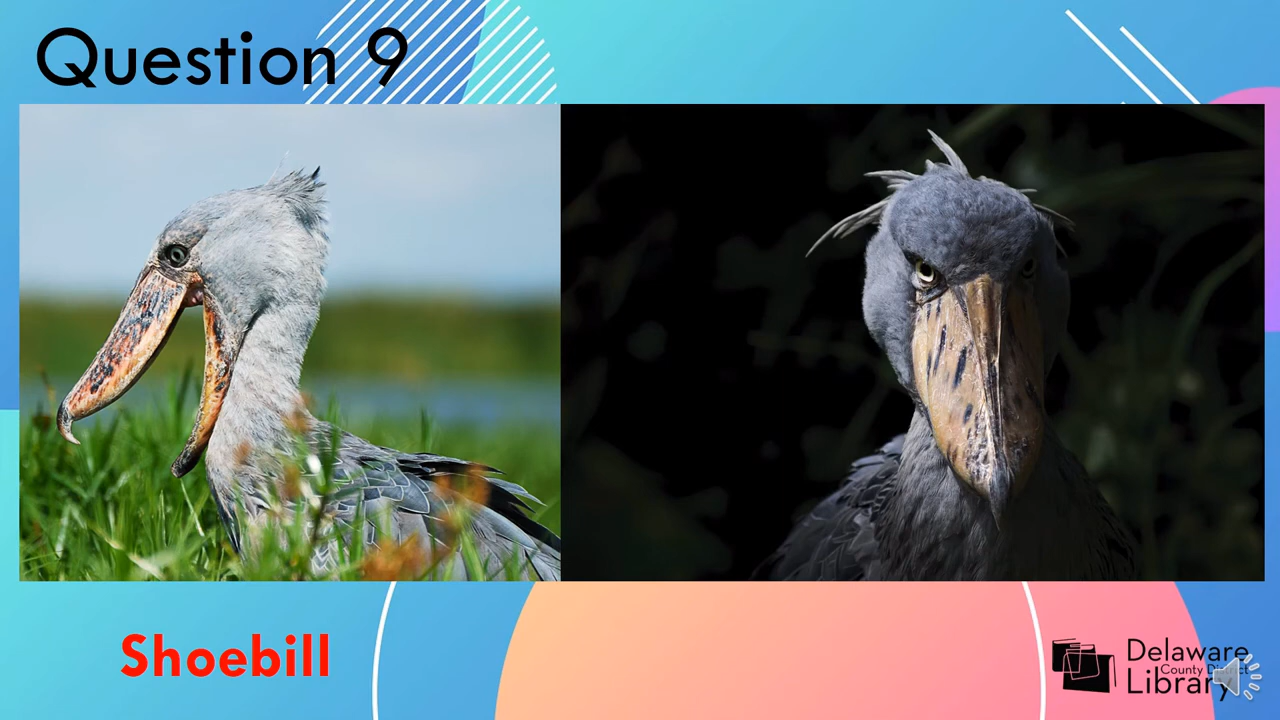 Question 9
Shoebill
Delaware
County District
Library